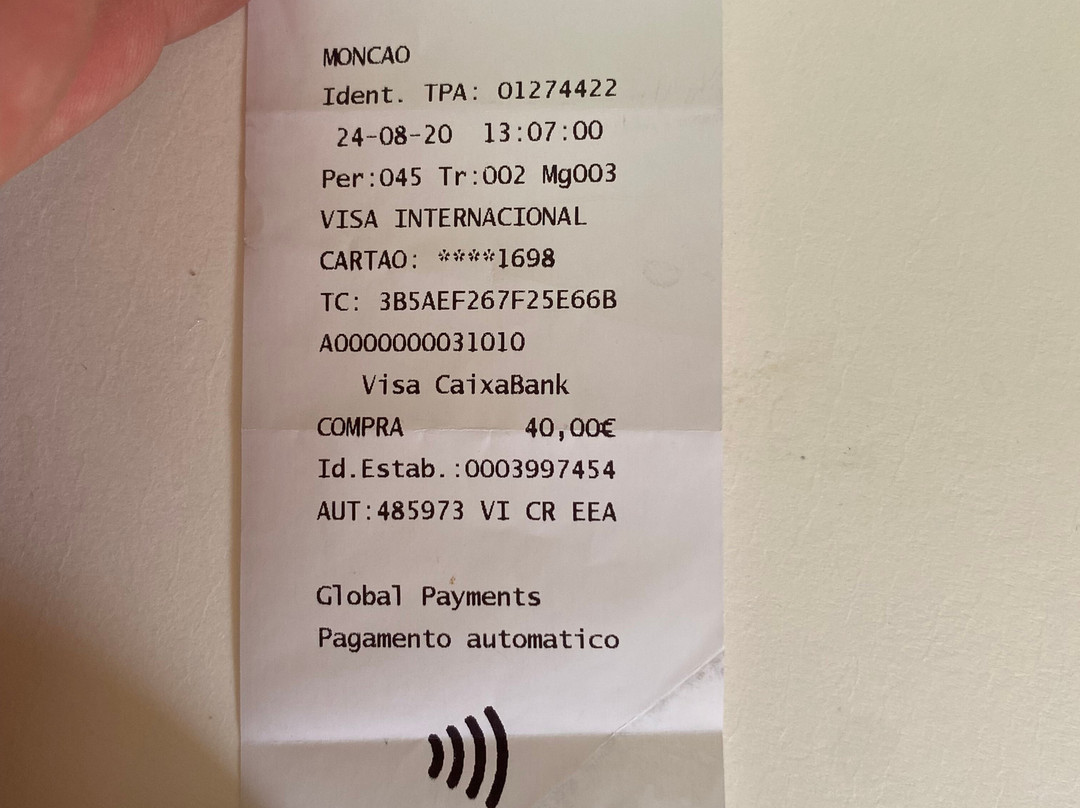 MONCAO
Ident. TPA: 01274422
24-08-20 13:07:00
Per:045 Tr:002 Mg003
VISA INTERNACIONAL
CARTAO: ****1698
TC: 3B5AEF267F25E66B
A0000000031010
Visa CaixaBank
COMPRA 40,00€
Id.Estab.:0003997454
AUT:485973 VI CR EEA
Global Payments
Pagamento automatico